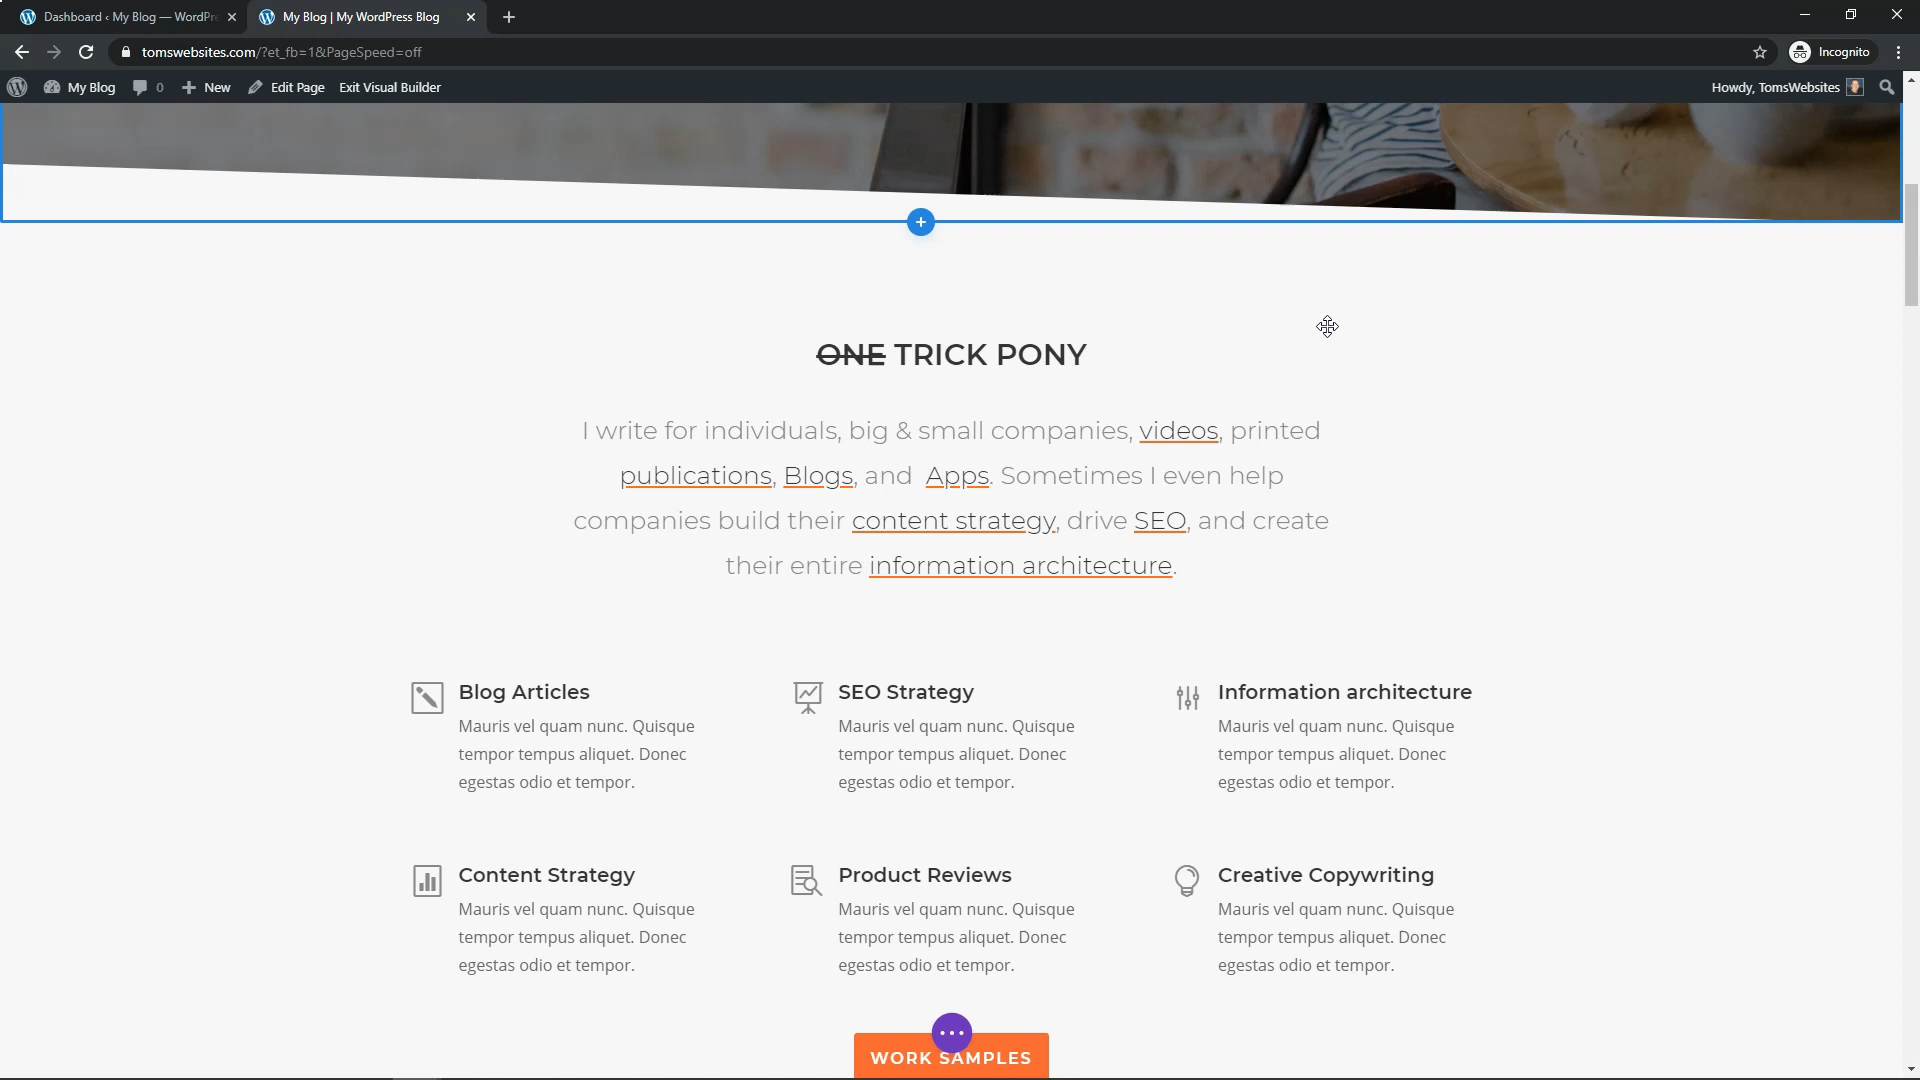 Dashboard ‹ My Blog — WordPre
My Blog | My WordPress Blog
tomswebsites.com/?et_fb=1&PageSpeed=off
Incognito
My Blog 0 New Edit Page Exit Visual Builder
Howdy, TomsWebsites
ONE TRICK PONY
I write for individuals, big & small companies, videos, printed
publications, Blogs, and Apps. Sometimes I even help
companies build their content strategy, drive SEO, and create
their entire information architecture.
Blog Articles
Mauris vel quam nunc. Quisque
tempor tempus aliquet. Donec
egestas odio et tempor.
SEO Strategy
Mauris vel quam nunc. Quisque
tempor tempus aliquet. Donec
egestas odio et tempor.
Information architecture
Mauris vel quam nunc. Quisque
tempor tempus aliquet. Donec
egestas odio et tempor.
Content Strategy
Mauris vel quam nunc. Quisque
tempor tempus aliquet. Donec
egestas odio et tempor.
Product Reviews
Mauris vel quam nunc. Quisque
tempor tempus aliquet. Donec
egestas odio et tempor.
Creative Copywriting
Mauris vel quam nunc. Quisque
tempor tempus aliquet. Donec
egestas odio et tempor.
WORK SAMPLES